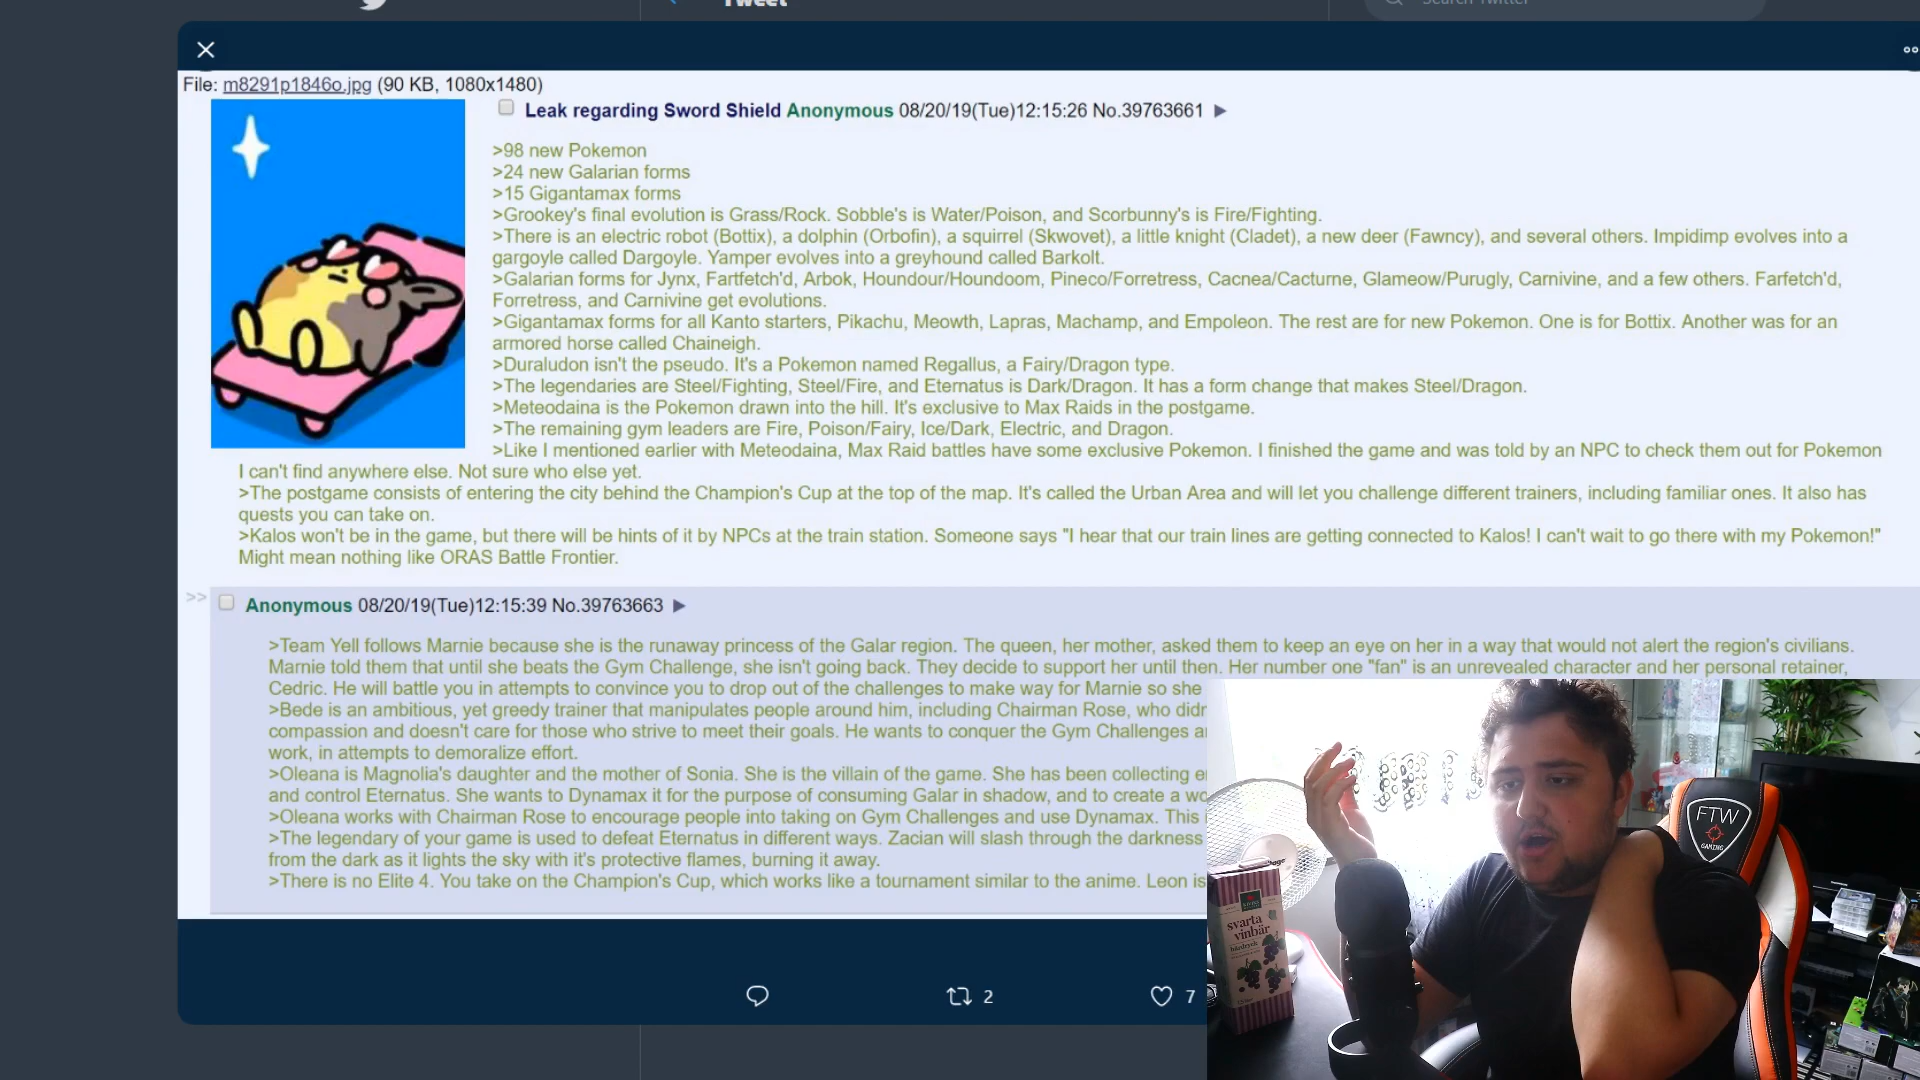 Tweet
Search Twitter
File: m8291p1846o.jpg (90 KB, 1080x1480)
Leak regarding Sword Shield Anonymous 08/20/19(Tue)12:15:26 No.39763661 ▶
>98 new Pokemon
>24 new Galarian forms
>15 Gigantamax forms
>Grookey's final evolution is Grass/Rock. Sobble's is Water/Poison, and Scorbunny's is Fire/Fighting.
>There is an electric robot (Bottix), a dolphin (Orbofin), a squirrel (Skwovet), a little knight (Cladet), a new deer (Fawncy), and several others. Impidimp evolves into a
gargoyle called Dargoyle. Yamper evolves into a greyhound called Barkolt.
>Galarian forms for Jynx, Fartfetch'd, Arbok, Houndour/Houndoom, Pineco/Forretress, Cacnea/Cacturne, Glameow/Purugly, Carnivine, and a few others. Farfetch'd,
Forretress, and Carnivine get evolutions.
>Gigantamax forms for all Kanto starters, Pikachu, Meowth, Lapras, Machamp, and Empoleon. The rest are for new Pokemon. One is for Bottix. Another was for an
armored horse called Chaineigh.
>Duraludon isn't the pseudo. It's a Pokemon named Regallus, a Fairy/Dragon type.
>The legendaries are Steel/Fighting, Steel/Fire, and Eternatus is Dark/Dragon. It has a form change that makes Steel/Dragon.
>Meteodaina is the Pokemon drawn into the hill. It's exclusive to Max Raids in the postgame.
>The remaining gym leaders are Fire, Poison/Fairy, Ice/Dark, Electric, and Dragon.
>Like I mentioned earlier with Meteodaina, Max Raid battles have some exclusive Pokemon. I finished the game and was told by an NPC to check them out for Pokemon
I can't find anywhere else. Not sure who else yet.
>The postgame consists of entering the city behind the Champion's Cup at the top of the map. It's called the Urban Area and will let you challenge different trainers, including familiar ones. It also has
quests you can take on.
>Kalos won't be in the game, but there will be hints of it by NPCs at the train station. Someone says "I hear that our train lines are getting connected to Kalos! I can't wait to go there with my Pokemon!"
Might mean nothing like ORAS Battle Frontier.
>> Anonymous 08/20/19(Tue)12:15:39 No.39763663 ▶
>Team Yell follows Marnie because she is the runaway princess of the Galar region. The queen, her mother, asked them to keep an eye on her in a way that would not alert the region's civilians.
Marnie told them that until she beats the Gym Challenge, she isn't going back. They decide to support her until then. Her number one "fan" is an unrevealed character and her personal retainer,
Cedric. He will battle you in attempts to convince you to drop out of the challenges to make way for Marnie so she
>Bede is an ambitious, yet greedy trainer that manipulates people around him, including Chairman Rose, who didn
compassion and doesn't care for those who strive to meet their goals. He wants to conquer the Gym Challenges a
work, in attempts to demoralize effort.
>Oleana is Magnolia's daughter and the mother of Sonia. She is the villain of the game. She has been collecting e
and control Eternatus. She wants to Dynamax it for the purpose of consuming Galar in shadow, and to create a wo
>Oleana works with Chairman Rose to encourage people into taking on Gym Challenges and use Dynamax. This
>The legendary of your game is used to defeat Eternatus in different ways. Zacian will slash through the darkness
from the dark as it lights the sky with it's protective flames, burning it away.
>There is no Elite 4. You take on the Champion's Cup, which works like a tournament similar to the anime. Leon is
2
7
FTW
GAMING
svarta
vinbär